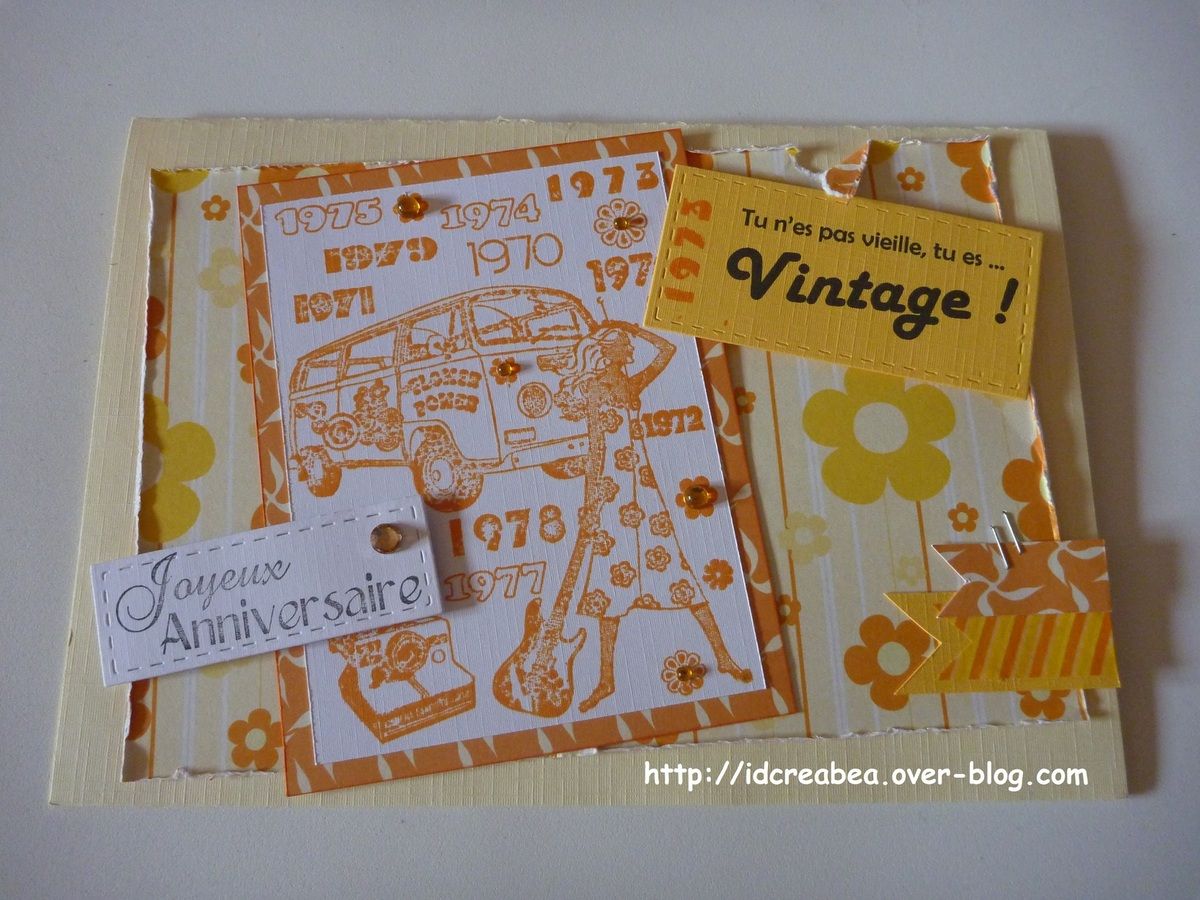 1975
1974
1973
1979
1970
1971
197
1973
Tu n'es pas vieille, tu es ...
Vintage !
FLOWER
POWER
1972
1978
1977
Joyeux
Anniversaire
http://idcreabea.over-blog.com